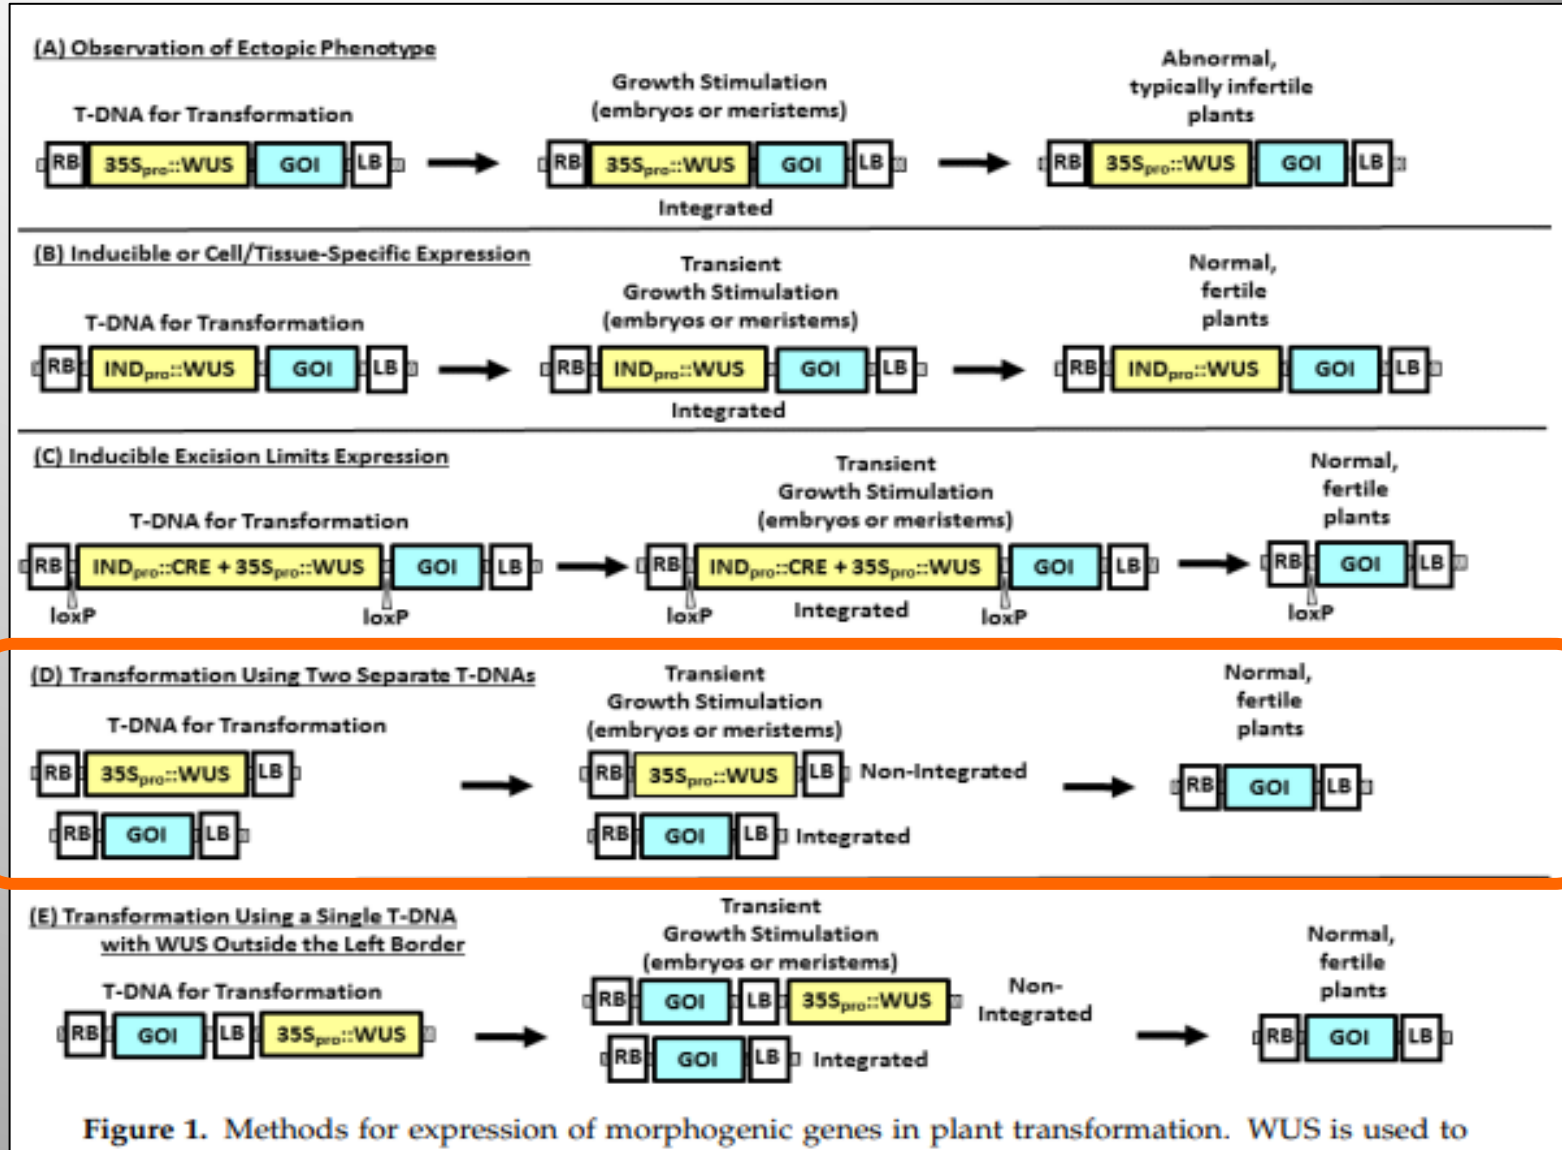 (A) Observation of Ectopic Phenotype
T-DNA for Transformation
Growth Stimulation
(embryos or meristems)
Abnormal,
typically infertile
plants
RB 35Spro::WUS GOI LB
RB 35Spro::WUS GOI LB
RB 35Spro::WUS GOI LB
Integrated
(B) Inducible or Cell/Tissue-Specific Expression
T-DNA for Transformation
Transient
Growth Stimulation
(embryos or meristems)
Normal,
fertile
plants
RB INDpro::WUS GOI LB
RB INDpro::WUS GOI LB
RB INDpro::WUS GOI LB
Integrated
(C) Inducible Excision Limits Expression
T-DNA for Transformation
Transient
Growth Stimulation
(embryos or meristems)
Normal,
fertile
plants
RB INDpro::CRE + 35Spro::WUS GOI LB
loxP loxP
RB INDpro::CRE + 35Spro::WUS GOI LB
loxP Integrated loxP
RB GOI LB
loxP
(D) Transformation Using Two Separate T-DNAs
T-DNA for Transformation
RB 35Spro::WUS LB
RB GOI LB
Transient
Growth Stimulation
(embryos or meristems)
RB 35Spro::WUS LB Non-Integrated
RB GOI LB Integrated
Normal,
fertile
plants
RB GOI LB
(E) Transformation Using a Single T-DNA
with WUS Outside the Left Border
T-DNA for Transformation
RB GOI LB 35Spro::WUS
Transient
Growth Stimulation
(embryos or meristems)
RB GOI LB 35Spro::WUS
Non-
Integrated
RB GOI LB Integrated
Normal,
fertile
plants
RB GOI LB
Figure 1. Methods for expression of morphogenic genes in plant transformation. WUS is used to